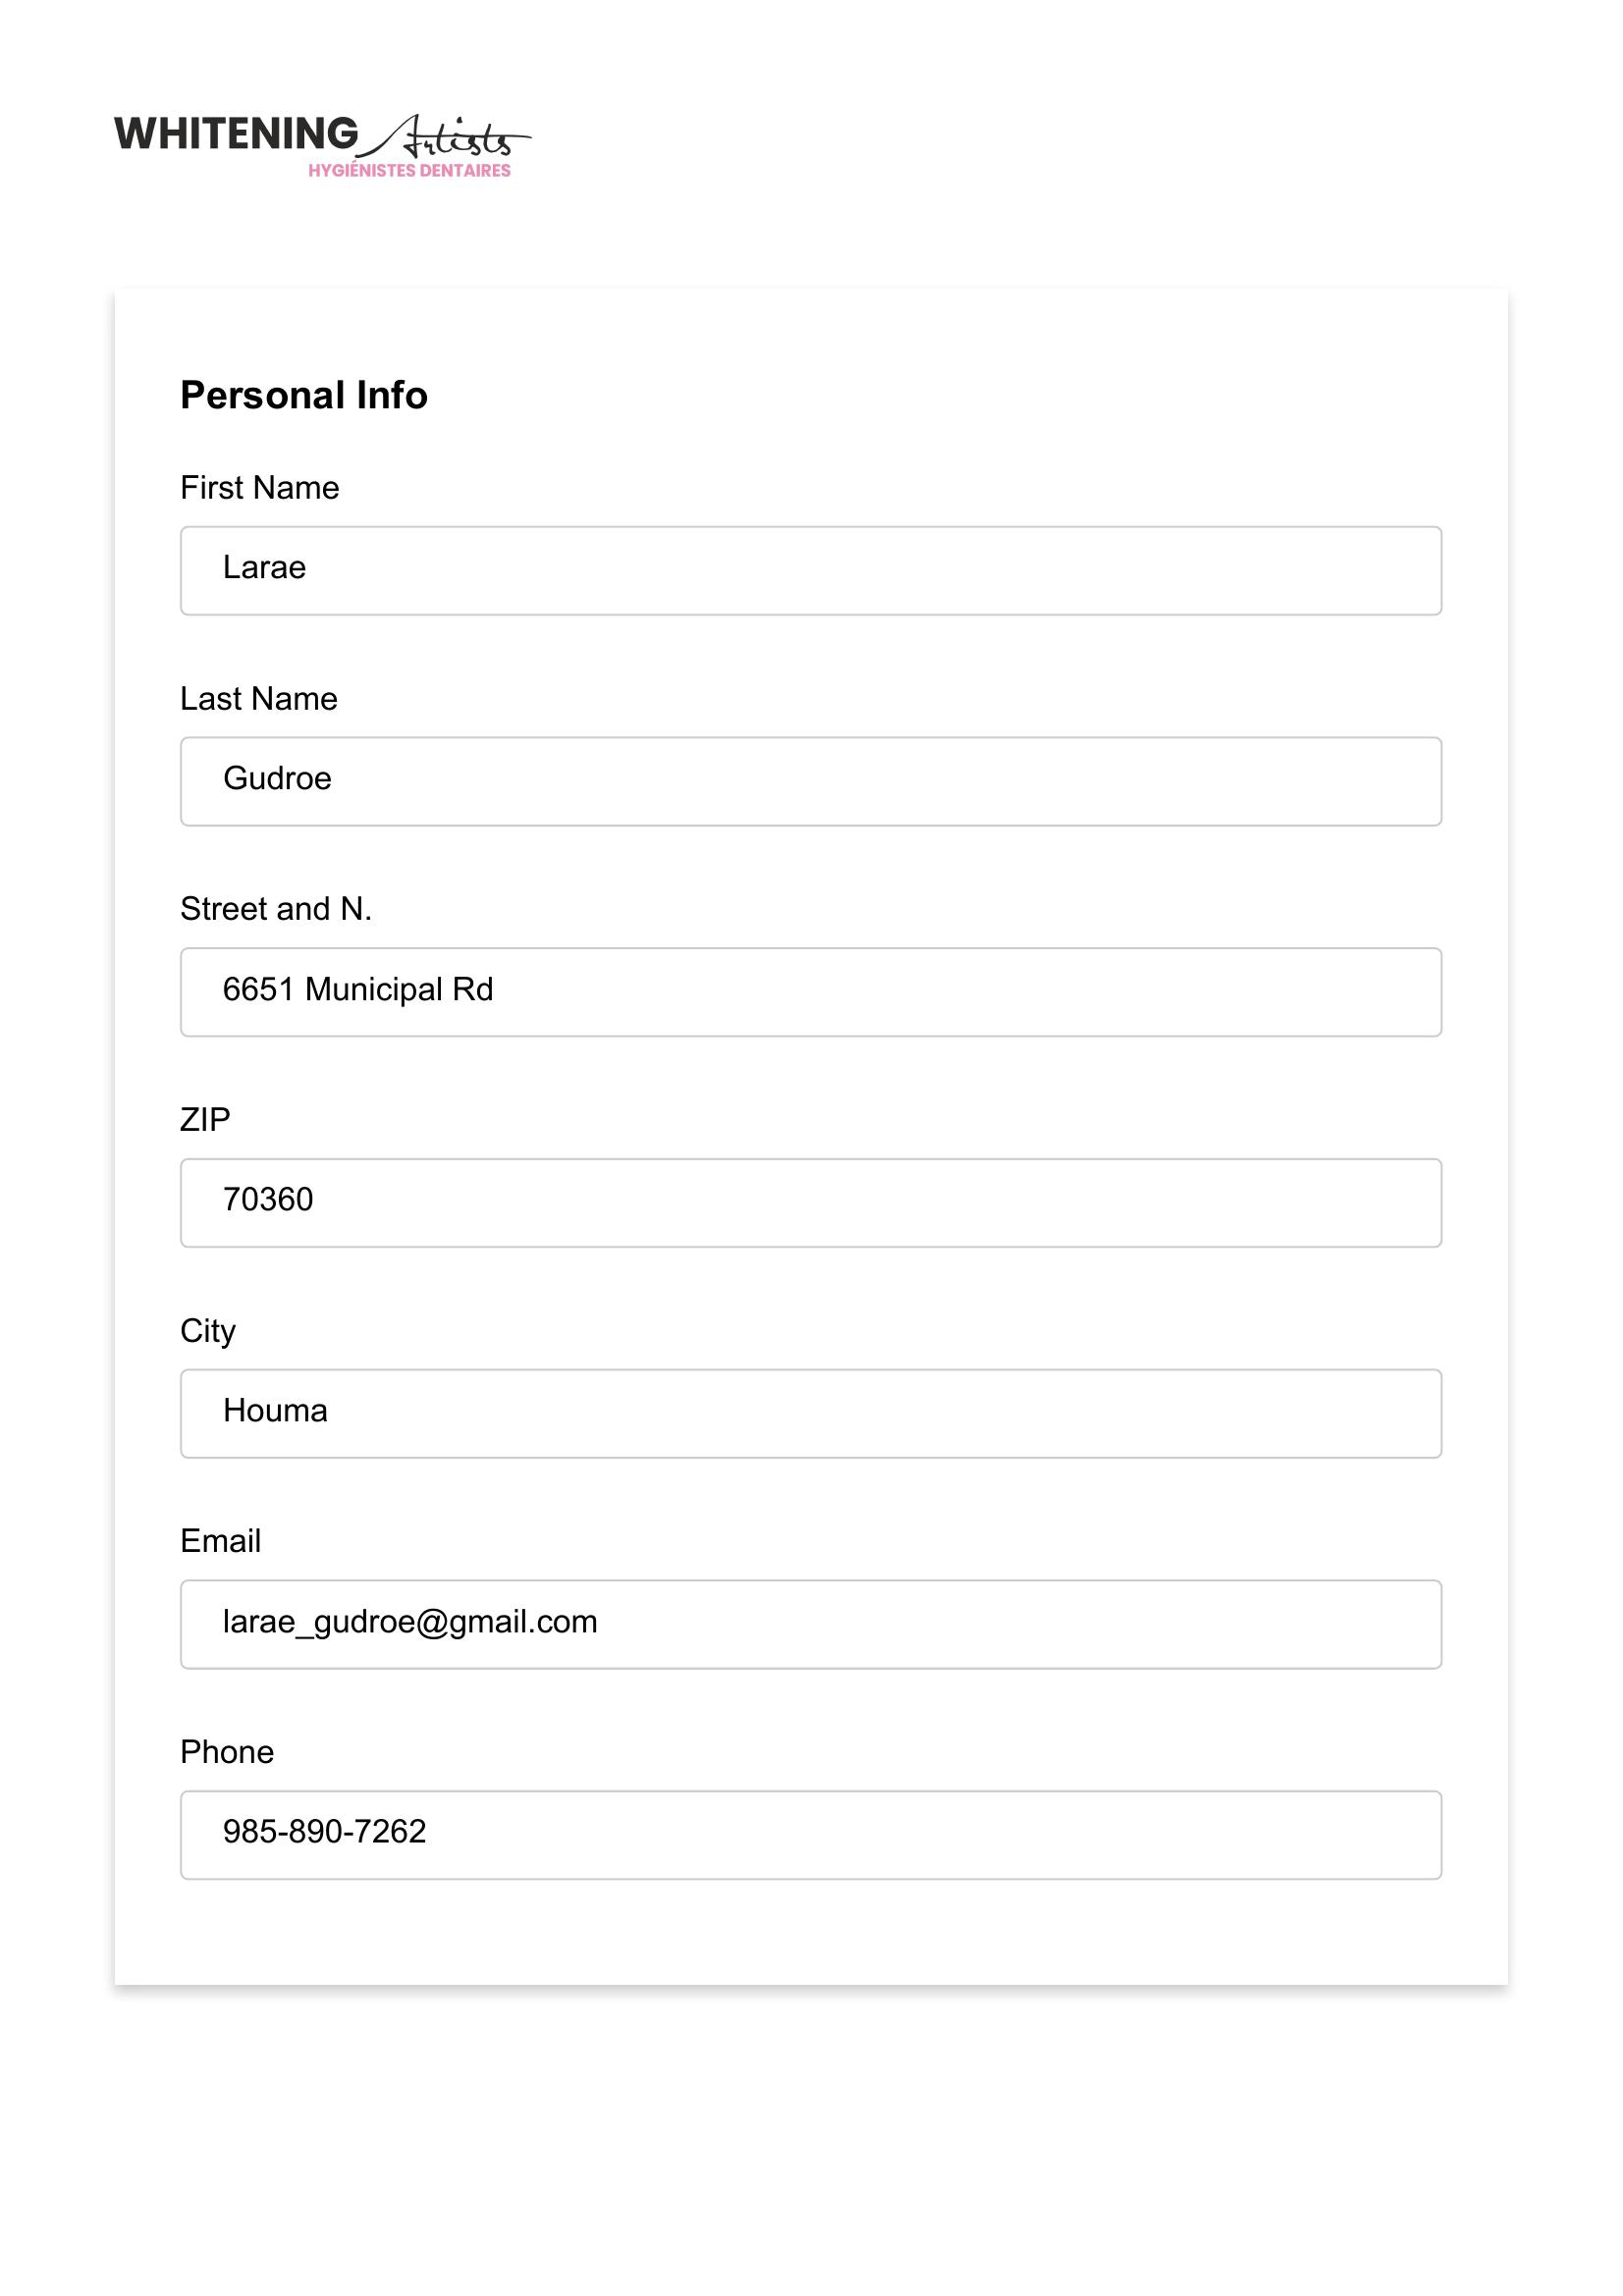 WHITENING Artists
HYGIÉNISTES DENTAIRES
Personal Info
First Name
Larae
Last Name
Gudroe
Street and N.
6651 Municipal Rd
ZIP
70360
City
Houma
Email
larae_gudroe@gmail.com
Phone
985-890-7262